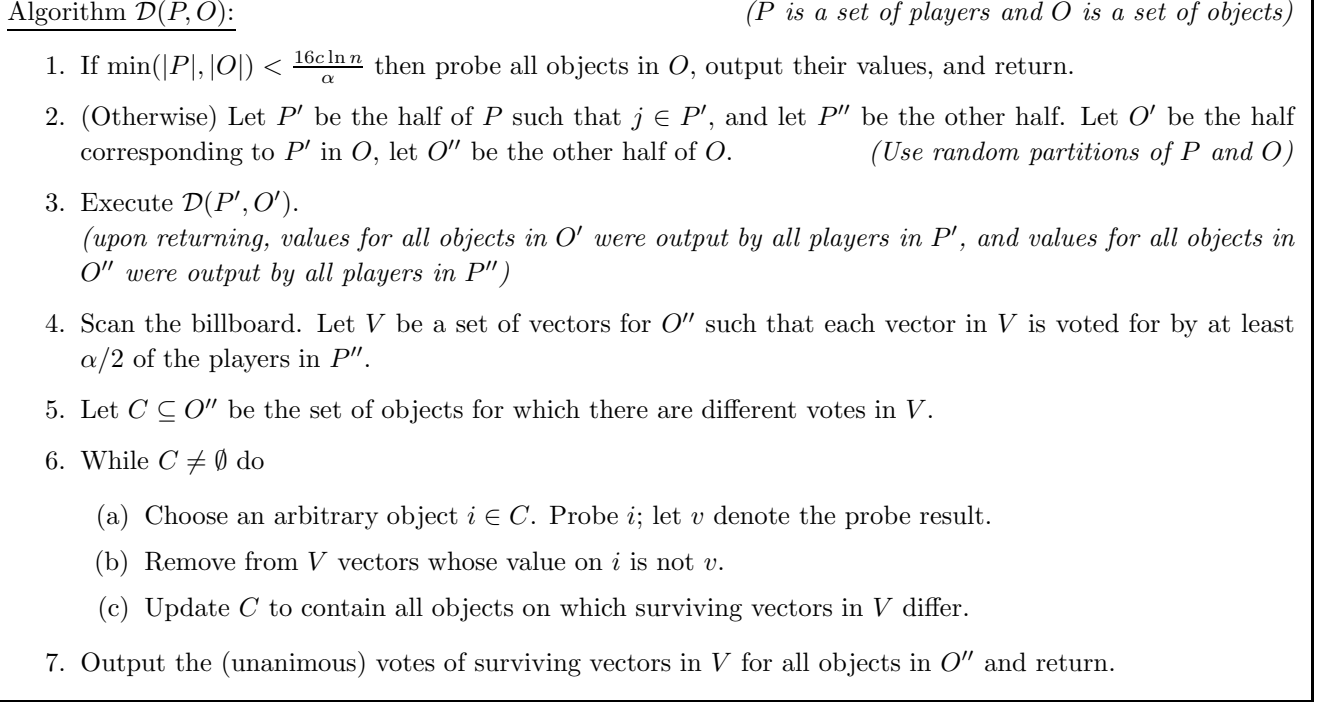 Algorithm 𝒟(P, O): (P is a set of players and O is a set of objects)
1. If min(|P|, |O|) < 16c ln n / α then probe all objects in O, output their values, and return.
2. (Otherwise) Let P′ be the half of P such that j ∈ P′, and let P″ be the other half. Let O′ be the half
corresponding to P′ in O, let O″ be the other half of O. (Use random partitions of P and O)
3. Execute 𝒟(P′, O′).
(upon returning, values for all objects in O′ were output by all players in P′, and values for all objects in
O″ were output by all players in P″)
4. Scan the billboard. Let V be a set of vectors for O″ such that each vector in V is voted for by at least
α/2 of the players in P″.
5. Let C ⊆ O″ be the set of objects for which there are different votes in V.
6. While C ≠ ∅ do
(a) Choose an arbitrary object i ∈ C. Probe i; let v denote the probe result.
(b) Remove from V vectors whose value on i is not v.
(c) Update C to contain all objects on which surviving vectors in V differ.
7. Output the (unanimous) votes of surviving vectors in V for all objects in O″ and return.